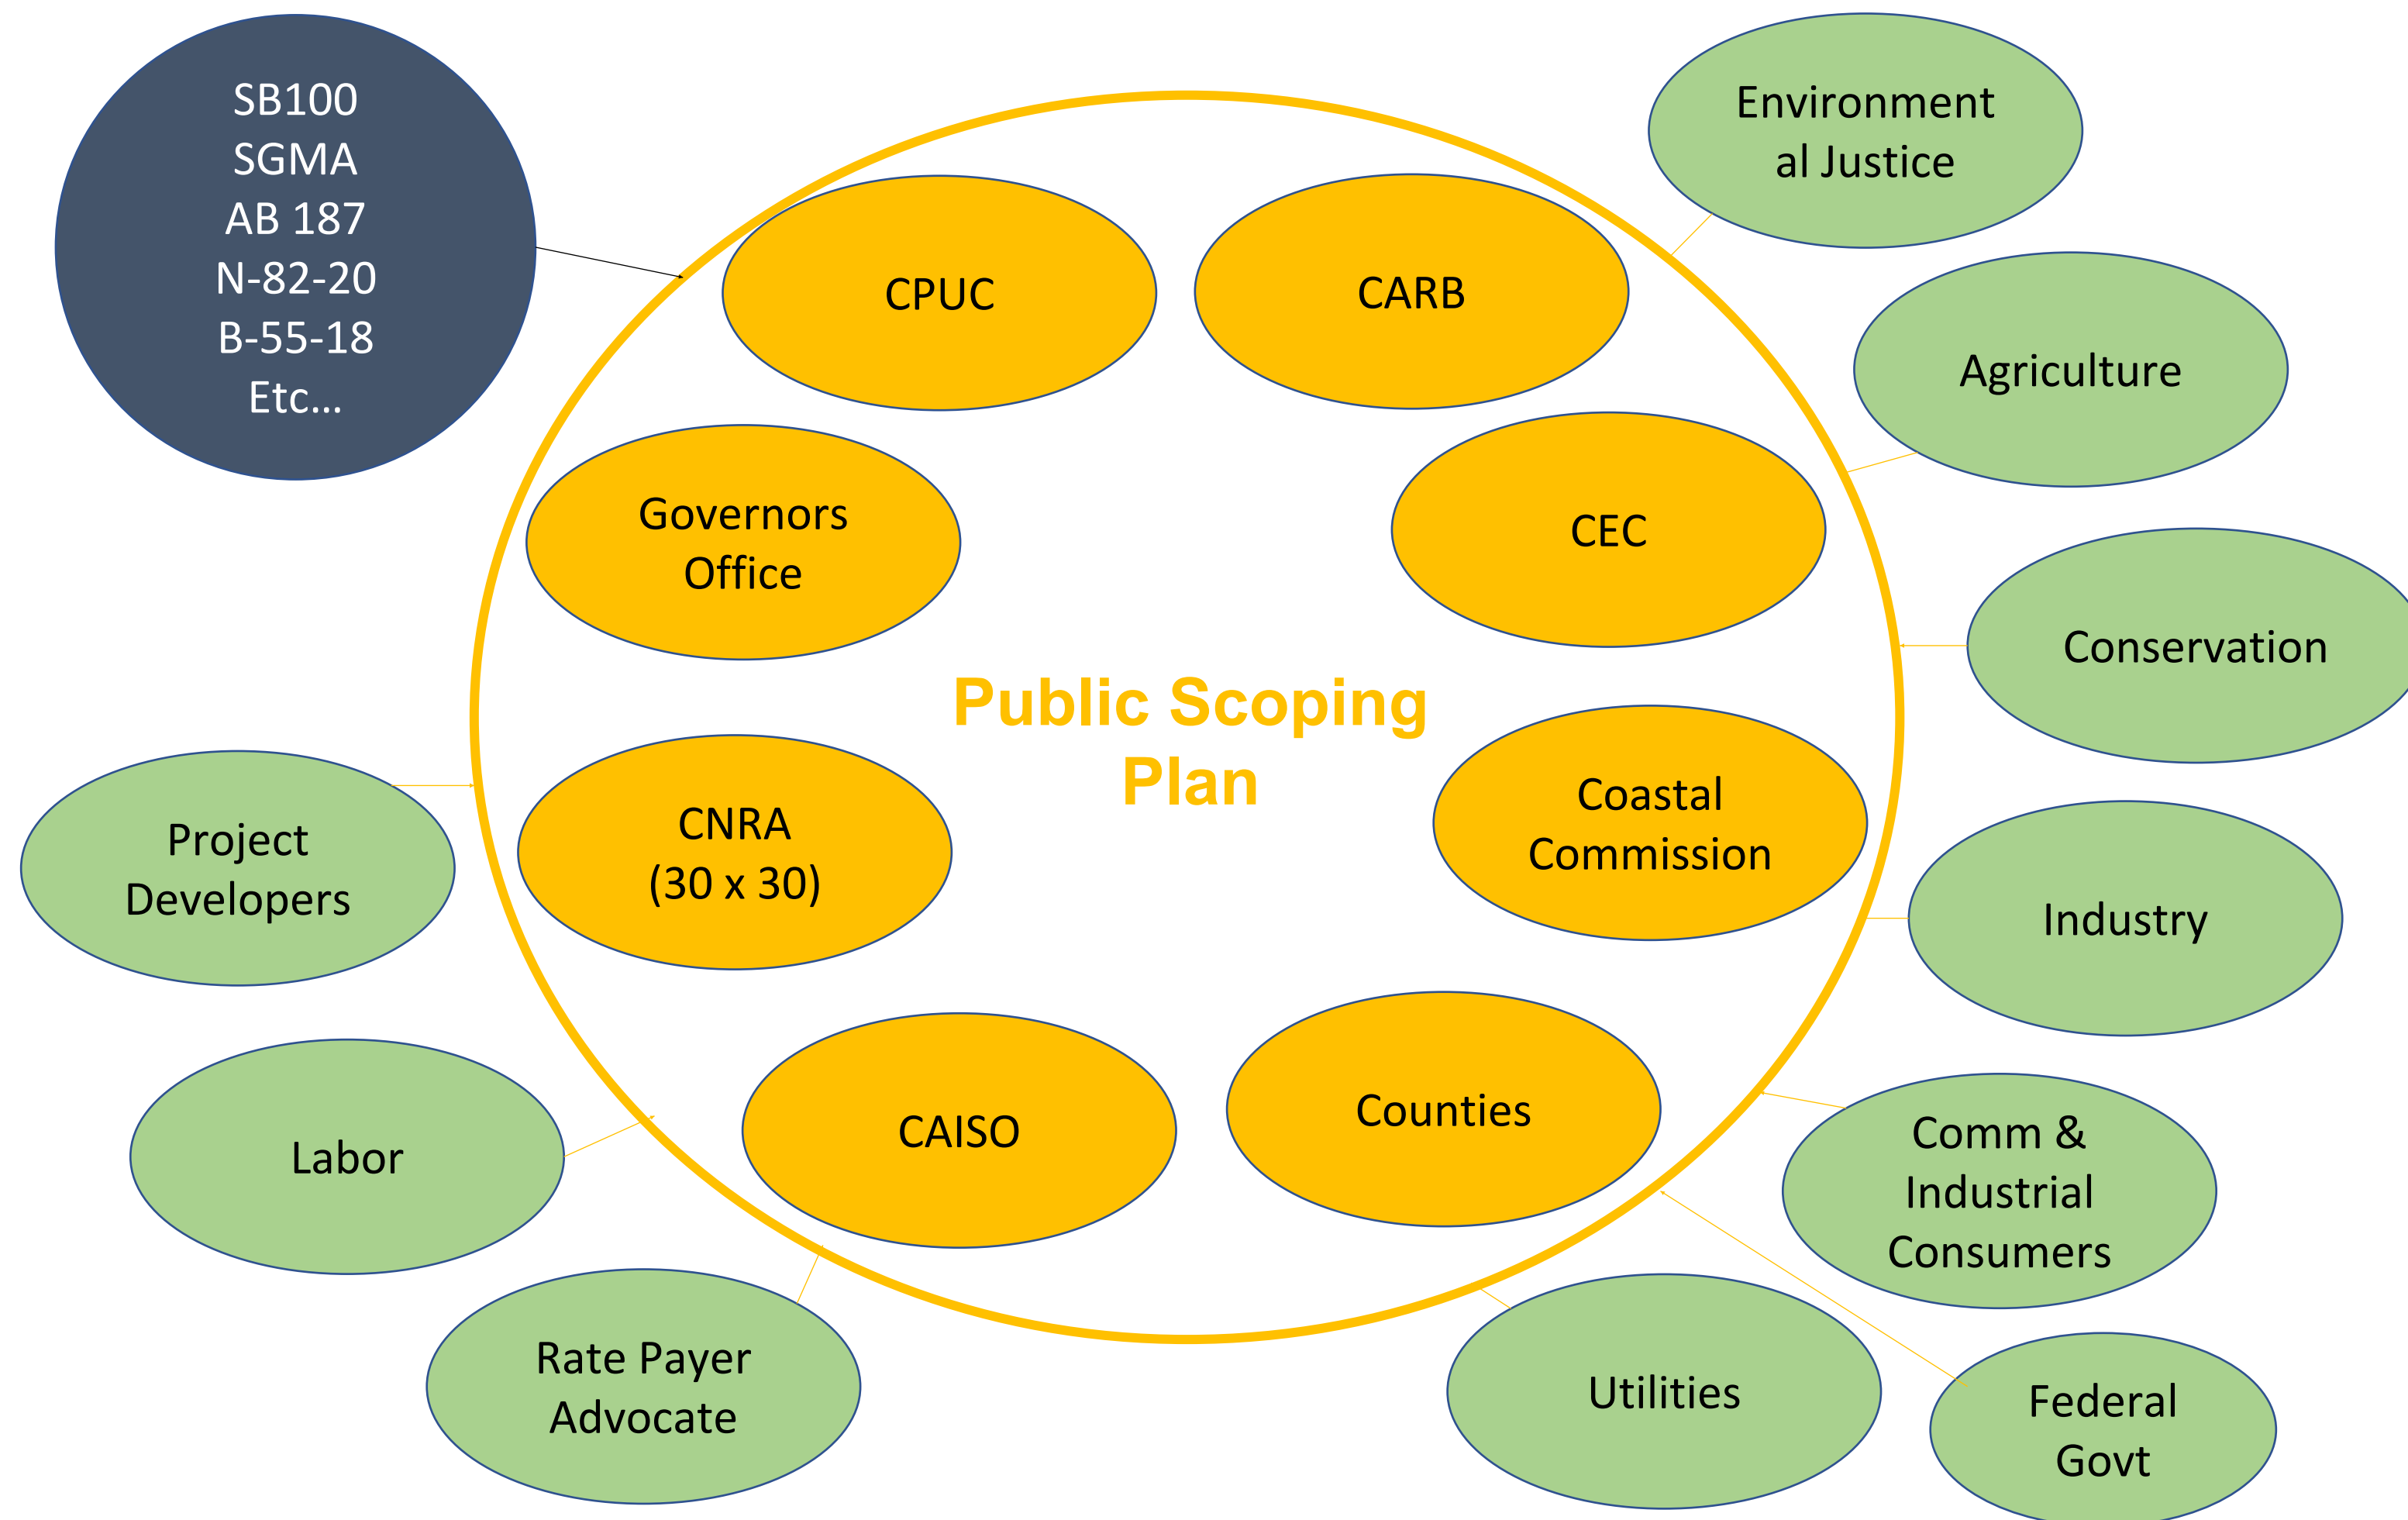 SB100
SGMA
AB 187
N-82-20
B-55-18
Etc...
Environment
al Justice
CPUC
CARB
Agriculture
Governors
Office
CEC
Conservation
Public Scoping
Plan
Project
Developers
CNRA
(30 x 30)
Coastal
Commission
Industry
Labor
CAISO
Counties
Comm &
Industrial
Consumers
Rate Payer
Advocate
Utilities
Federal
Govt